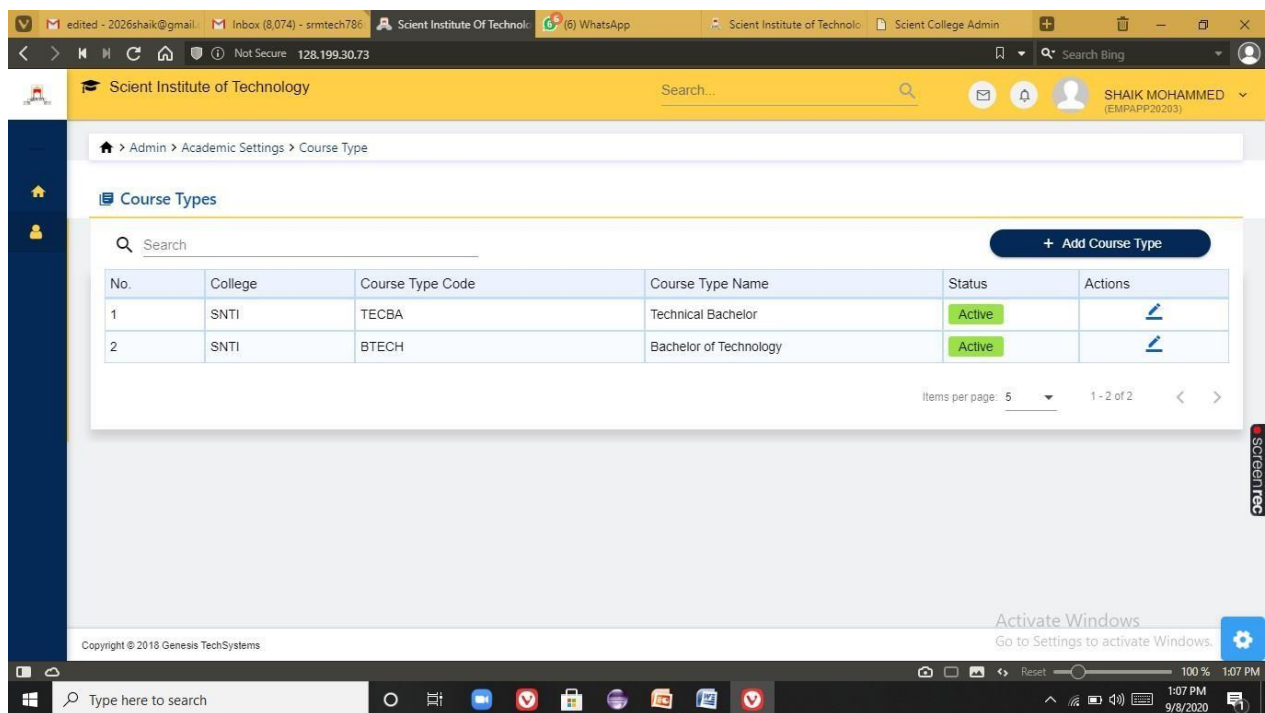 edited - 2026shaik@gmail. Inbox (8,074) - srmtech786 Scient Institute Of Technolo (6) WhatsApp Scient Institute of Technolo Scient College Admin
Not Secure 128.199.30.73 Search Bing
Scient Institute of Technology Search... SHAIK MOHAMMED
(EMPAPP20203)
> Admin > Academic Settings > Course Type
Course Types
Search + Add Course Type
No. College Course Type Code Course Type Name Status Actions
1 SNTI TECBA Technical Bachelor Active
2 SNTI BTECH Bachelor of Technology Active
Items per page: 5 1 - 2 of 2
screenrec
Activate Windows
Go to Settings to activate Windows.
Copyright © 2018 Genesis TechSystems
Reset 100 % 1:07 PM
Type here to search 1:07 PM
9/8/2020